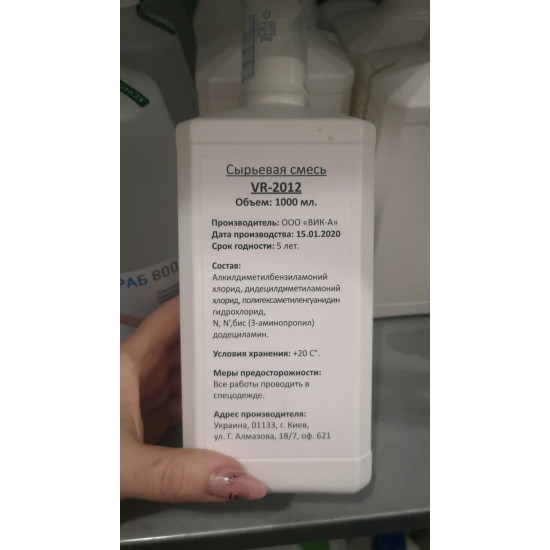 Сырьевая смесь
VR-2012
Объем: 1000 мл.
Производитель: ООО «ВИК-А»
Дата производства: 15.01.2020
Срок годности: 5 лет.
Состав:
Алкилдиметилбензиламоний
хлорид, дидецилдиметиламоний
хлорид, полигексаметиленгуанидин
гидрохлорид,
N, N',бис (3-аминопропил)
додециламин.
Условия хранения: +20 С°.
Меры предосторожности:
Все работы проводить в
спецодежде.
Адрес производителя:
Украина, 01133, г. Киев,
ул. Г. Алмазова, 18/7, оф. 621
РАБ 800